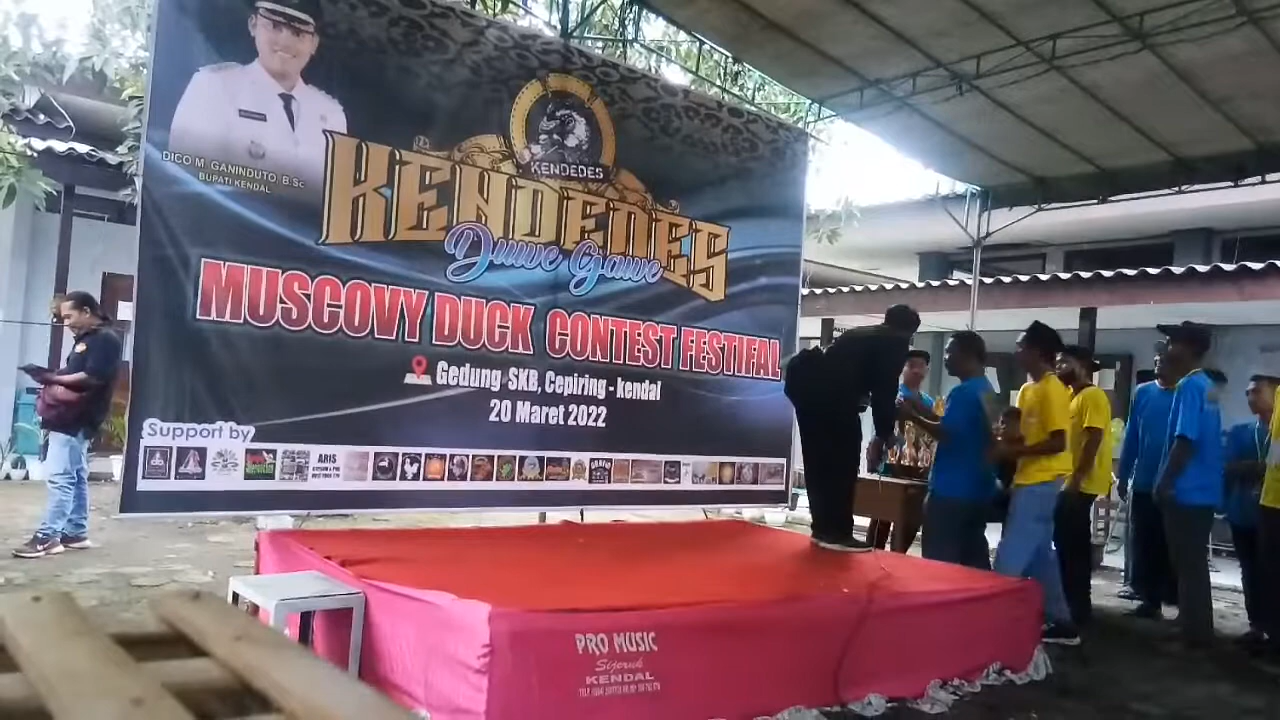 DICO M. GANINDUTO, B.Sc
BUPATI KENDAL
KENDEDES
KENDEDES
Duwe Gawe
MUSCOVY DUCK CONTEST FESTIFAL
Gedung SKB, Cepiring - kendal
20 Maret 2022
Support by
ARIS
PRO MUSIC
Sijeruk
KENDAL